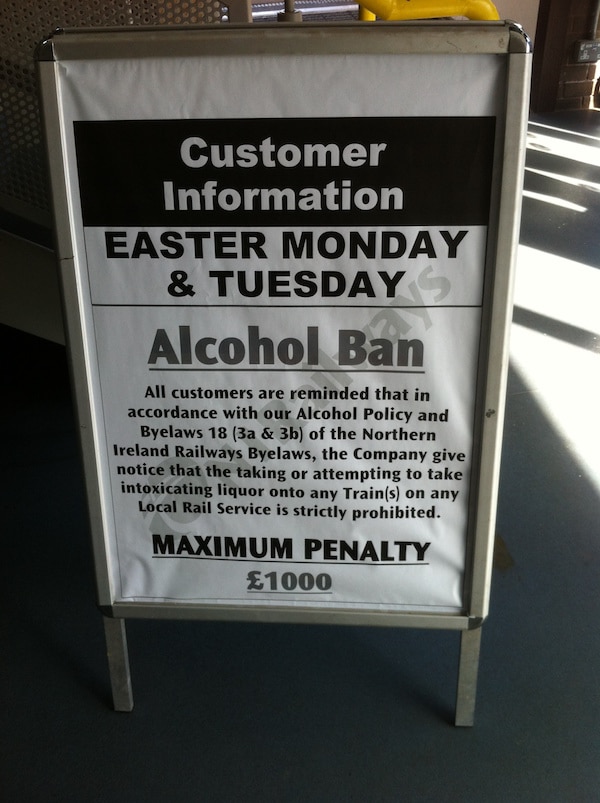 Customer
Information
EASTER MONDAY
& TUESDAY
Alcohol Ban
All customers are reminded that in
accordance with our Alcohol Policy and
Byelaws 18 (3a & 3b) of the Northern
Ireland Railways Byelaws, the Company give
notice that the taking or attempting to take
intoxicating liquor onto any Train(s) on any
Local Rail Service is strictly prohibited.
MAXIMUM PENALTY
£1000